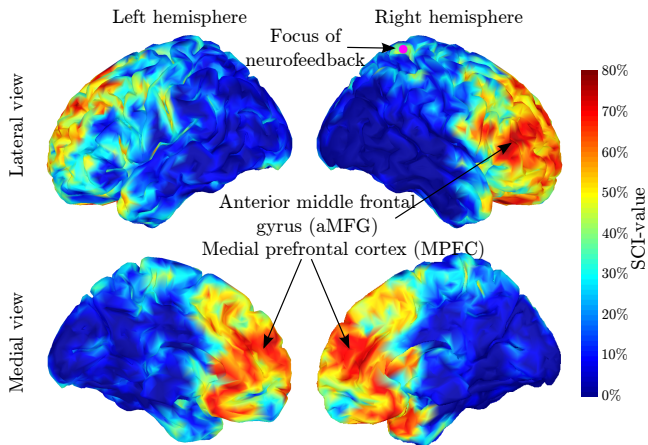 Left hemisphere
Right hemisphere
Focus of
neurofeedback
Lateral view
Anterior middle frontal
gyrus (aMFG)
Medial prefrontal cortex (MPFC)
Medial view
80%
70%
60%
50%
40%
30%
20%
10%
0%
SCI-value